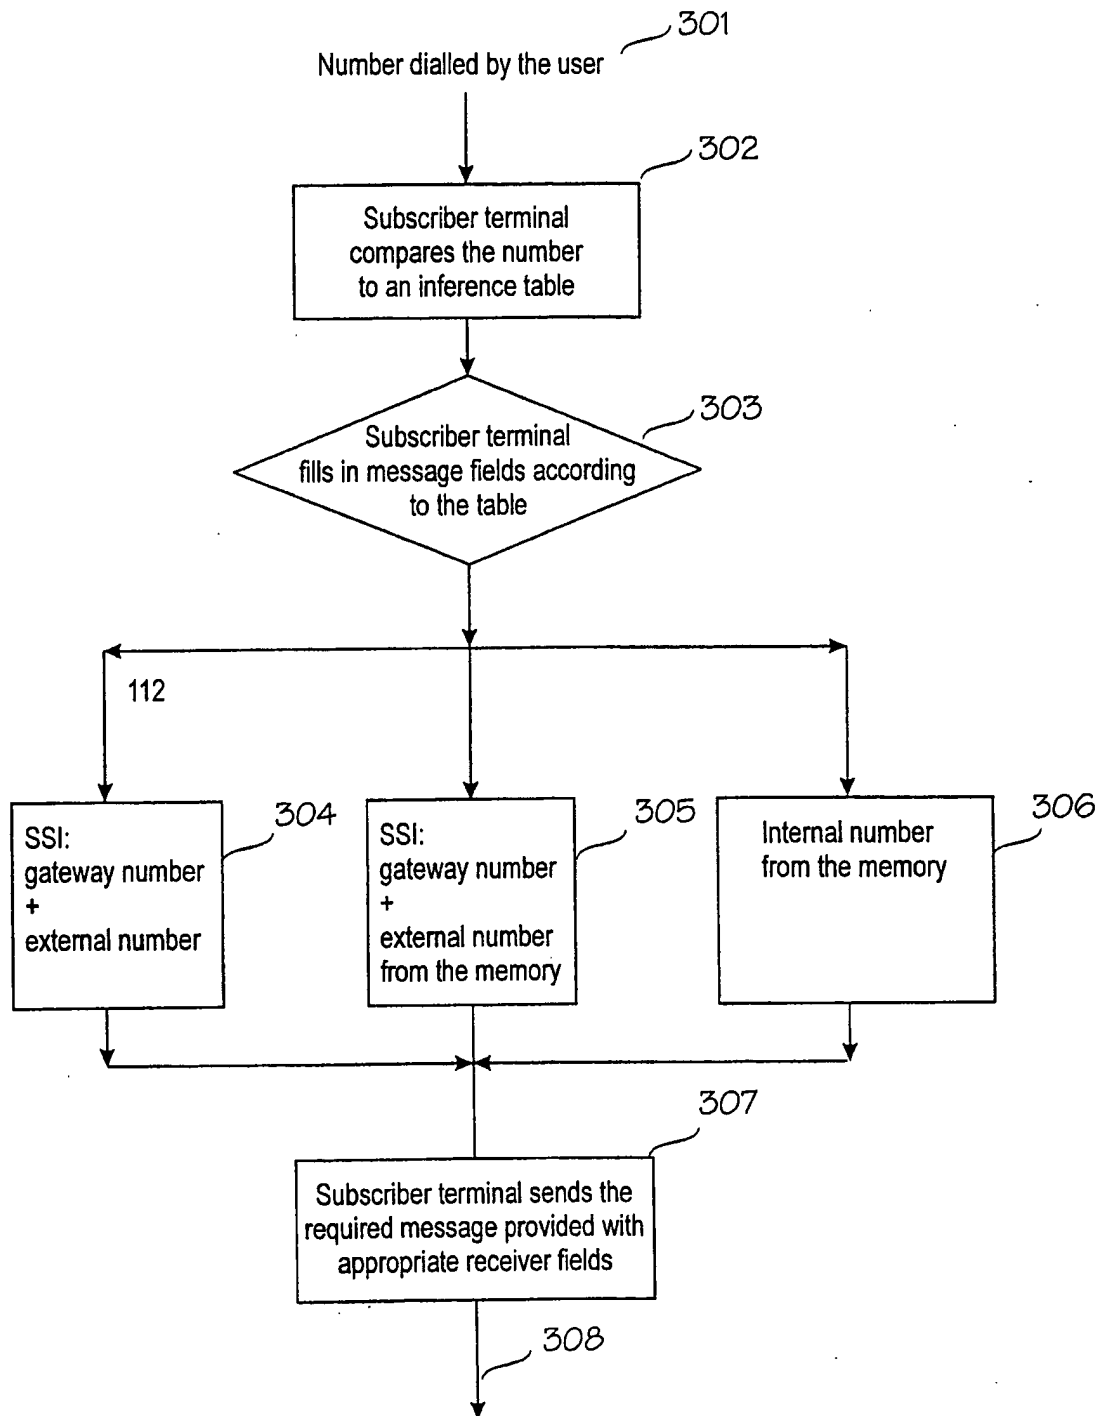 301
Number dialled by the user
302
Subscriber terminal
compares the number
to an inference table
303
Subscriber terminal
fills in message fields according
to the table
112
304
SSI:
gateway number
+
external number
305
SSI:
gateway number
+
external number
from the memory
306
Internal number
from the memory
307
Subscriber terminal sends the
required message provided with
appropriate receiver fields
308